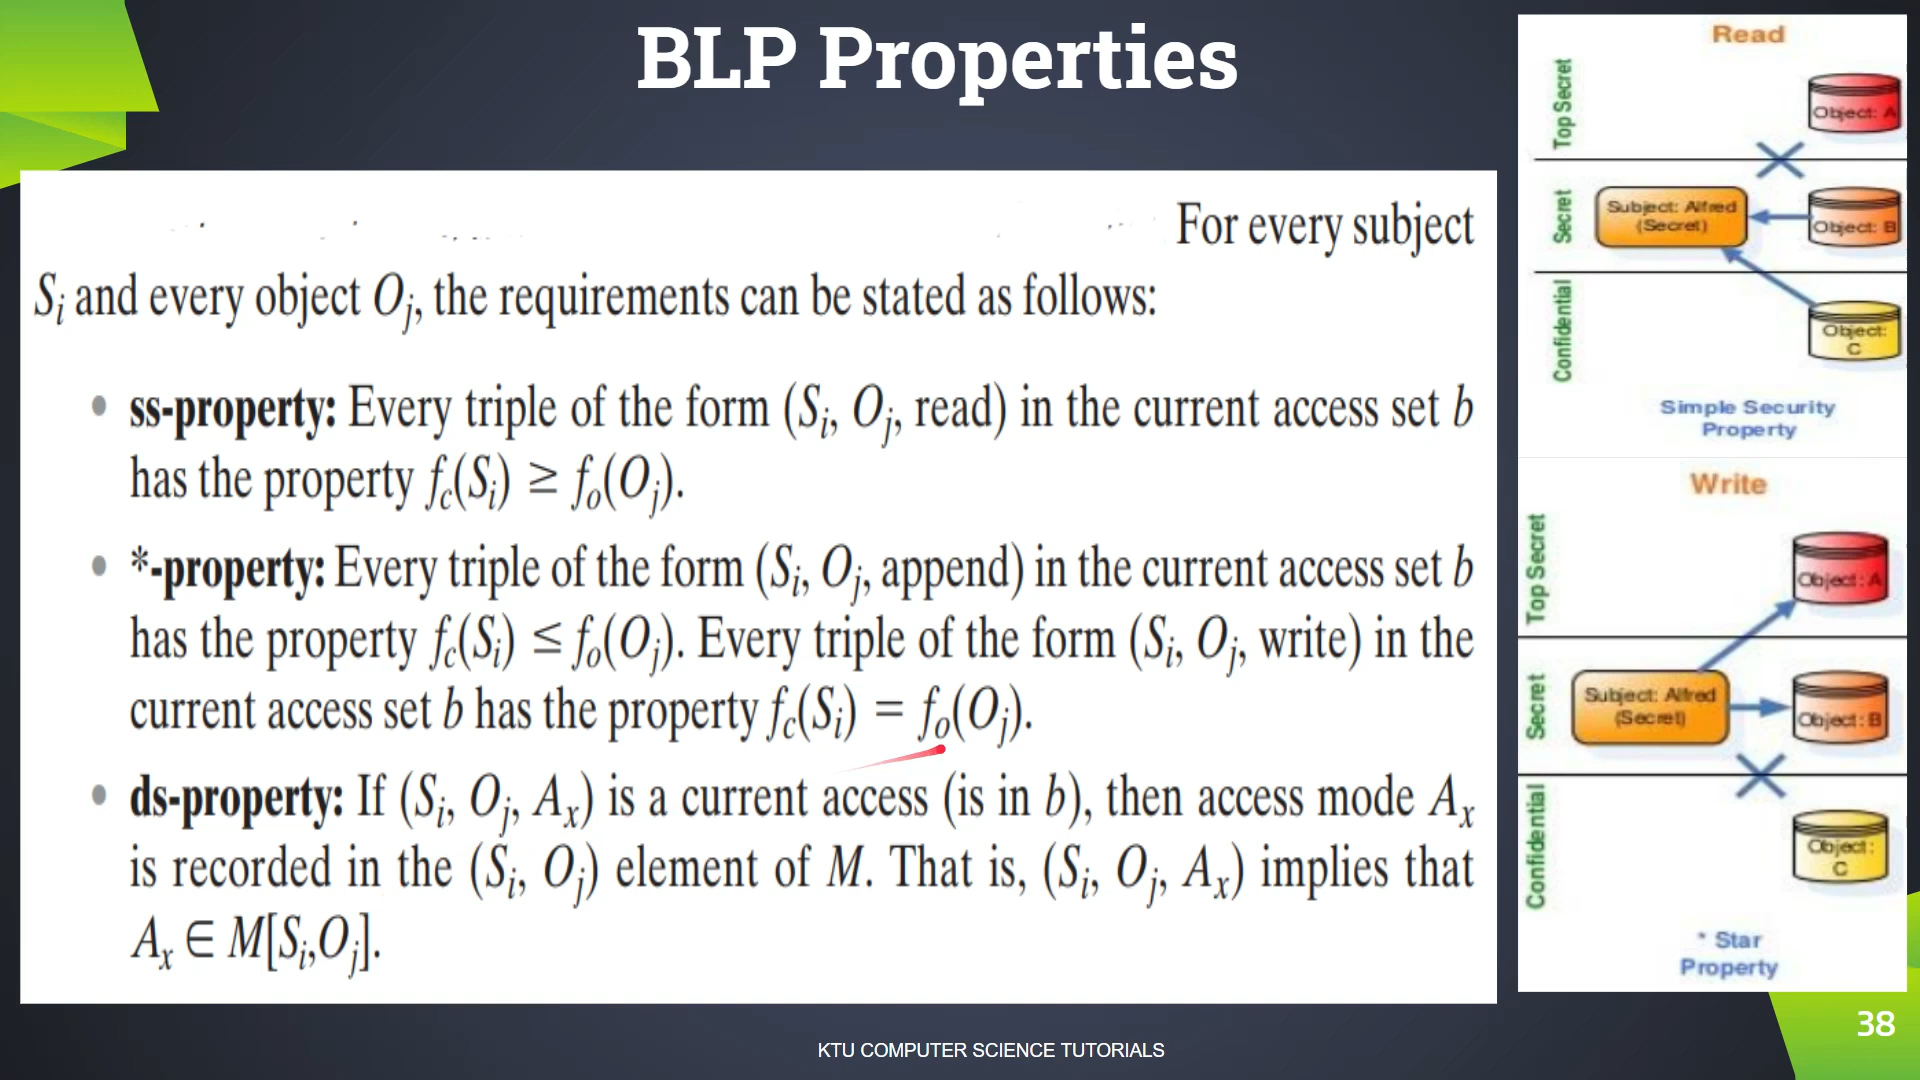 BLP Properties
For every subject
Si and every object Oj, the requirements can be stated as follows:
• ss-property: Every triple of the form (Si, Oj, read) in the current access set b
has the property fc(Si) ≥ fo(Oj).
• *-property: Every triple of the form (Si, Oj, append) in the current access set b
has the property fc(Si) ≤ fo(Oj). Every triple of the form (Si, Oj, write) in the
current access set b has the property fc(Si) = fo(Oj).
• ds-property: If (Si, Oj, Ax) is a current access (is in b), then access mode Ax
is recorded in the (Si, Oj) element of M. That is, (Si, Oj, Ax) implies that
Ax ∈ M[Si,Oj].
Read
Top Secret
Object: A
Secret
Subject: Alfred
(Secret)
Object: B
Confidential
Object:
C
Simple Security
Property
Write
Top Secret
Object: A
Secret
Subject: Alfred
(Secret)
Object: B
Confidential
Object:
C
* Star
Property
38
KTU COMPUTER SCIENCE TUTORIALS